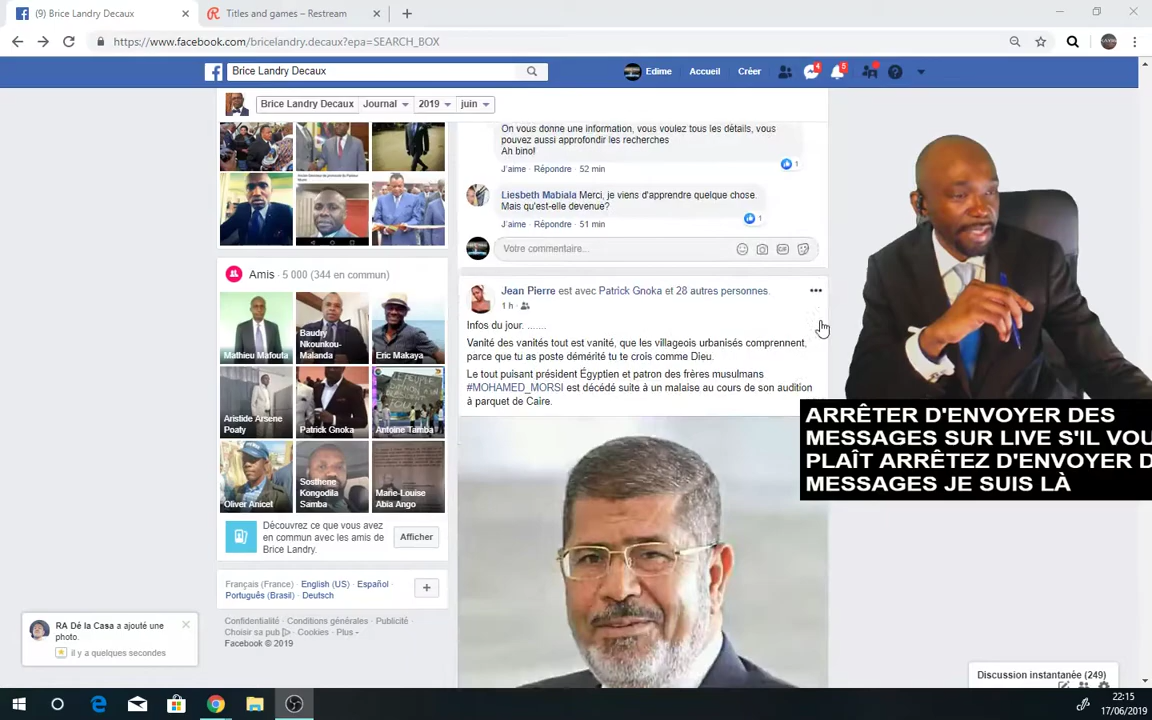 (9) Brice Landry Decaux
Titles and games – Restream
https://www.facebook.com/bricelandry.decaux?epa=SEARCH_BOX
Brice Landry Decaux
Edime
Accueil
Créer
4
5
Brice Landry Decaux
Journal
2019
juin
On vous donne une information, vous voulez tous les détails, vous
pouvez aussi approfondir les recherches
Ah bino!
1
J'aime · Répondre · 52 min
Liesbeth Mabiala Merci, je viens d'apprendre quelque chose.
Mais qu'est-elle devenue?
1
J'aime · Répondre · 51 min
Votre commentaire...
GIF
Amis · 5 000 (344 en commun)
Mathieu Mafouta
Baudry
Nkounkou-
Malanda
Eric Makaya
Aristide Arsene
Poaty
Patrick Gnoka
Antoine Tamba
Oliver Anicet
Sosthene
Kongodila
Samba
Marie-Louise
Abia Ango
Découvrez ce que vous avez
en commun avec les amis de
Brice Landry.
Afficher
Français (France) · English (US) · Español ·
Português (Brasil) · Deutsch
Confidentialité · Conditions générales · Publicité ·
Choisir sa pub · Cookies · Plus
Facebook © 2019
Jean Pierre est avec Patrick Gnoka et 28 autres personnes.
1 h ·
Infos du jour. .......
Vanité des vanités tout est vanité, que les villageois urbanisés comprennent,
parce que tu as poste démérité tu te crois comme Dieu.
Le tout puisant président Égyptien et patron des frères musulmans
#MOHAMED_MORSI est décédé suite à un malaise au cours de son audition
à parquet de Caire.
ARRÊTER D'ENVOYER DES
MESSAGES SUR LIVE S'IL VOU
PLAÎT ARRÊTEZ D'ENVOYER D
MESSAGES JE SUIS LÀ
RA Dé la Casa a ajouté une
photo.
il y a quelques secondes
Discussion instantanée (249)
22:15
17/06/2019